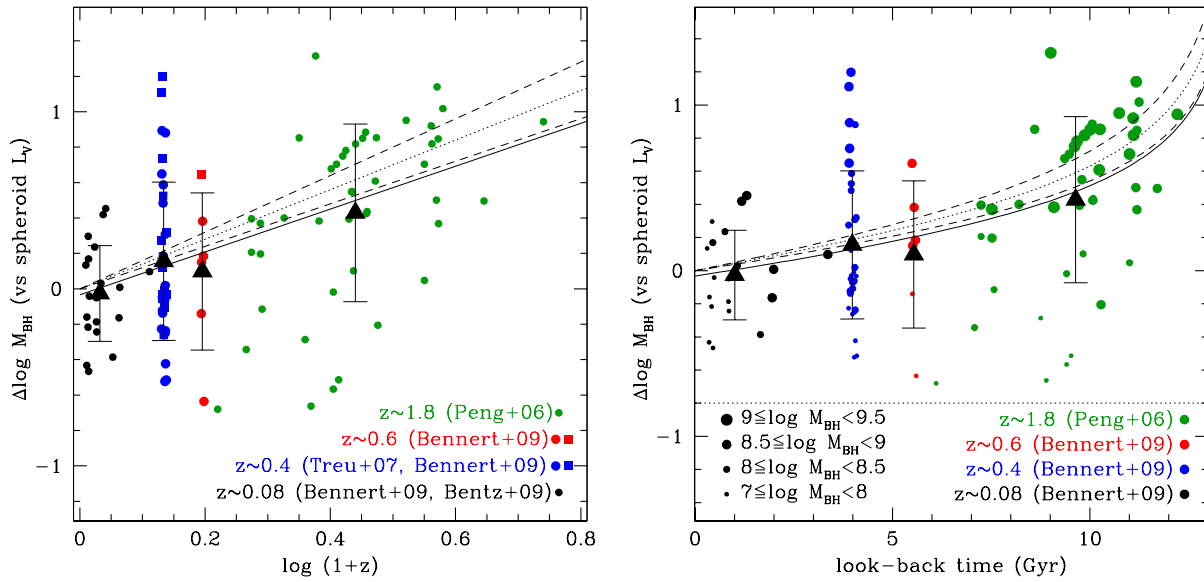 Δlog M_BH (vs spheroid L_V)
1
0
−1
z~1.8 (Peng+06)
z~0.6 (Bennert+09)
z~0.4 (Treu+07, Bennert+09)
z~0.08 (Bennert+09, Bentz+09)
0 0.2 0.4 0.6 0.8
log (1+z)
Δlog M_BH (vs spheroid L_V)
1
0
−1
9≦log M_BH<9.5
8.5≦log M_BH<9
8≦log M_BH<8.5
7≦log M_BH<8
z~1.8 (Peng+06)
z~0.6 (Bennert+09)
z~0.4 (Bennert+09)
z~0.08 (Bennert+09)
0 5 10
look−back time (Gyr)